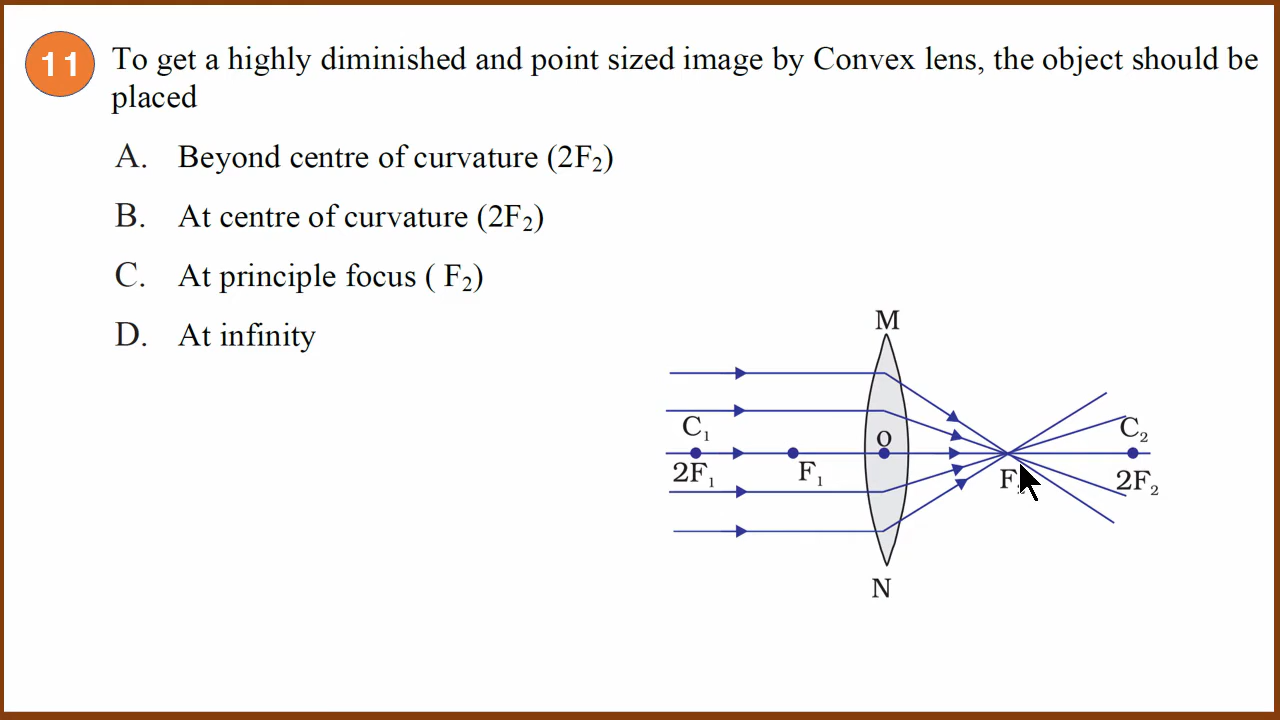 11
To get a highly diminished and point sized image by Convex lens, the object should be
placed
A. Beyond centre of curvature (2F₂)
B. At centre of curvature (2F₂)
C. At principle focus ( F₂)
D. At infinity
M
C₁
O
C₂
2F₁
F₁
F
2F₂
N